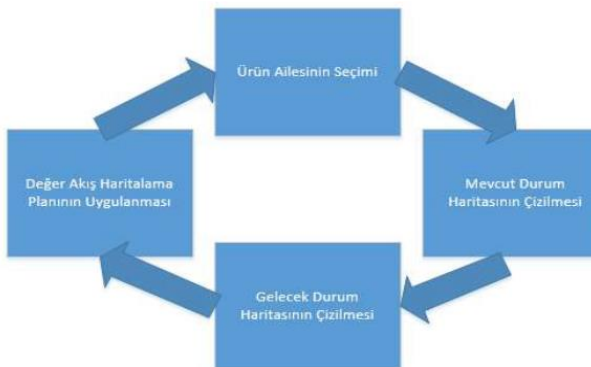 Ürün Ailesinin Seçimi
Mevcut Durum
Haritasının Çizilmesi
Gelecek Durum
Haritasının Çizilmesi
Değer Akış Haritalama
Planının Uygulanması